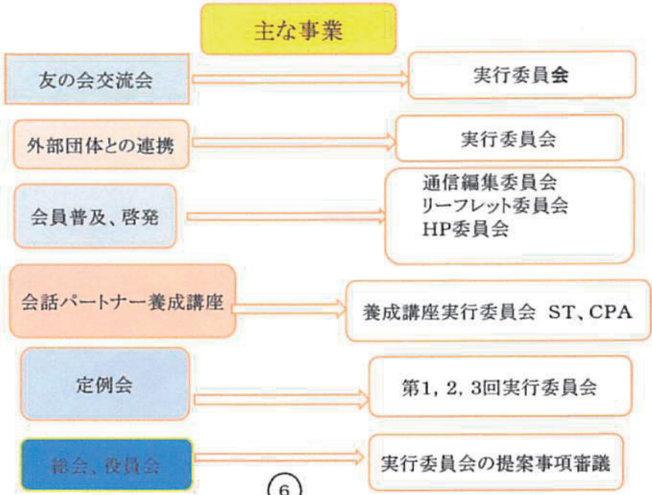 主な事業
友の会交流会
実行委員会
外部団体との連携
実行委員会
会員普及、啓発
通信編集委員会
リーフレット委員会
HP委員会
会話パートナー養成講座
養成講座実行委員会 ST、CPA
定例会
第1, 2, 3回実行委員会
総会、役員会
実行委員会の提案事項審議
6